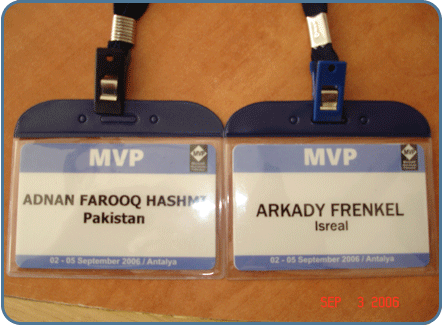 MVP
ADNAN FAROOQ HASHMI
Pakistan
02 - 05 September 2006 / Antalya
MVP
ARKADY FRENKEL
Isreal
02 - 05 September 2006 / Antalya